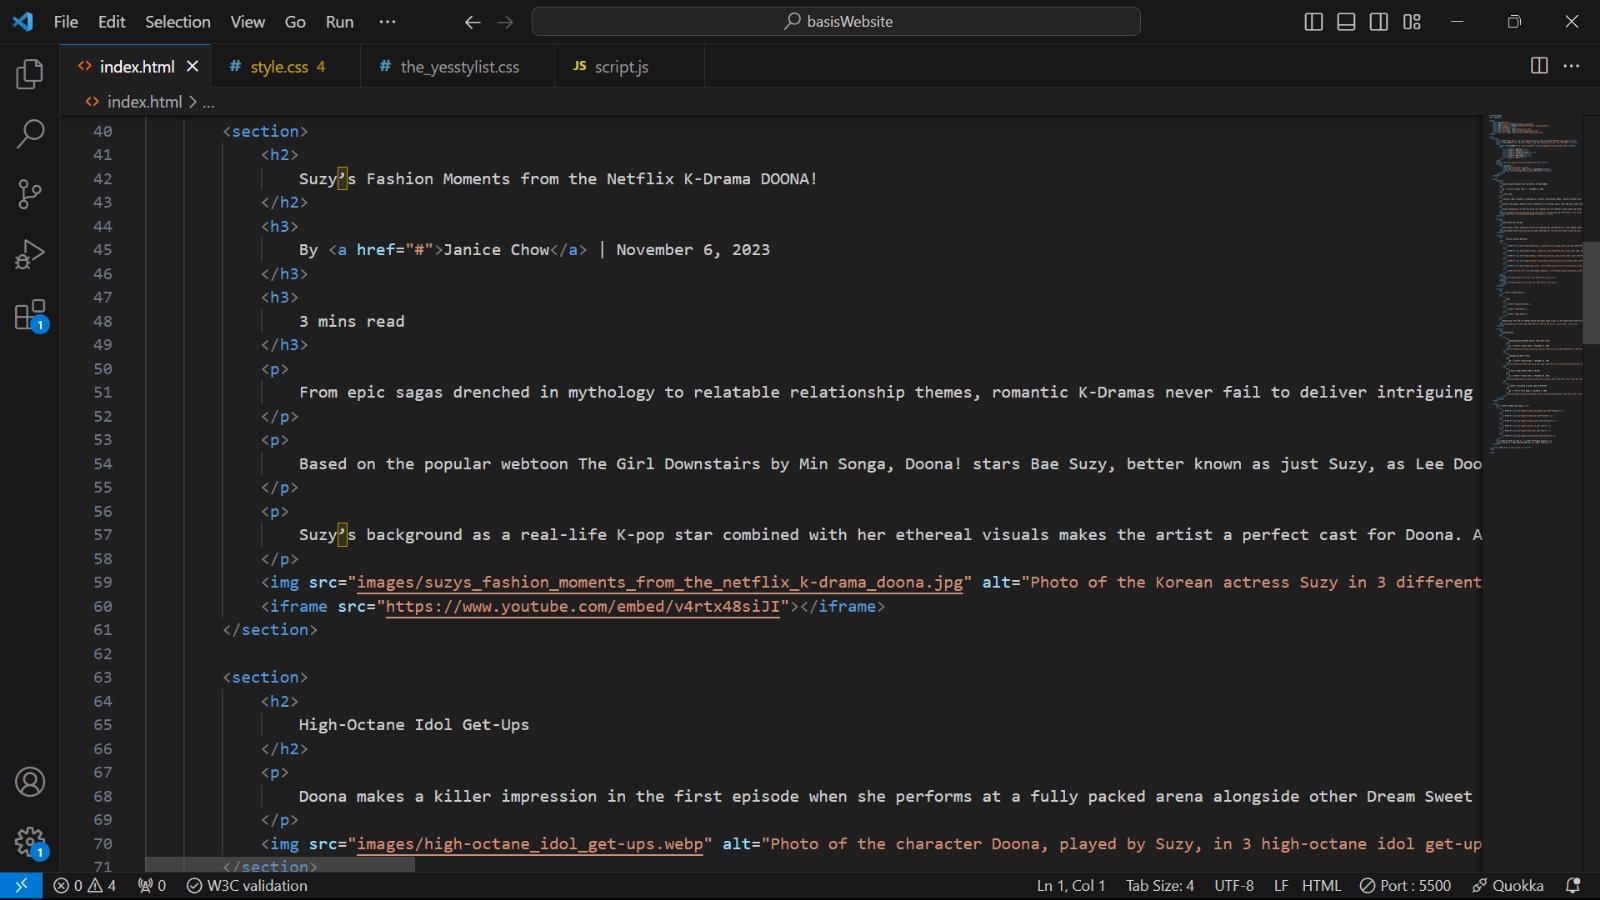 File Edit Selection View Go Run ··· basisWebsite
index.html style.css 4 the_yesstylist.css JS script.js
index.html > ...
40 <section>
41 <h2>
42 Suzy’s Fashion Moments from the Netflix K-Drama DOONA!
43 </h2>
44 <h3>
45 By <a href="#">Janice Chow</a> | November 6, 2023
46 </h3>
47 <h3>
48 3 mins read
49 </h3>
50 <p>
51 From epic sagas drenched in mythology to relatable relationship themes, romantic K-Dramas never fail to deliver intriguing
52 </p>
53 <p>
54 Based on the popular webtoon The Girl Downstairs by Min Songa, Doona! stars Bae Suzy, better known as just Suzy, as Lee Doo
55 </p>
56 <p>
57 Suzy’s background as a real-life K-pop star combined with her ethereal visuals makes the artist a perfect cast for Doona. A
58 </p>
59 <img src="images/suzys_fashion_moments_from_the_netflix_k-drama_doona.jpg" alt="Photo of the Korean actress Suzy in 3 different
60 <iframe src="https://www.youtube.com/embed/v4rtx48siJI"></iframe>
61 </section>
62
63 <section>
64 <h2>
65 High-Octane Idol Get-Ups
66 </h2>
67 <p>
68 Doona makes a killer impression in the first episode when she performs at a fully packed arena alongside other Dream Sweet
69 </p>
70 <img src="images/high-octane_idol_get-ups.webp" alt="Photo of the character Doona, played by Suzy, in 3 high-octane idol get-up
71 </section>
1
1
0 4 0 W3C validation Ln 1, Col 1 Tab Size: 4 UTF-8 LF HTML Port : 5500 Quokka